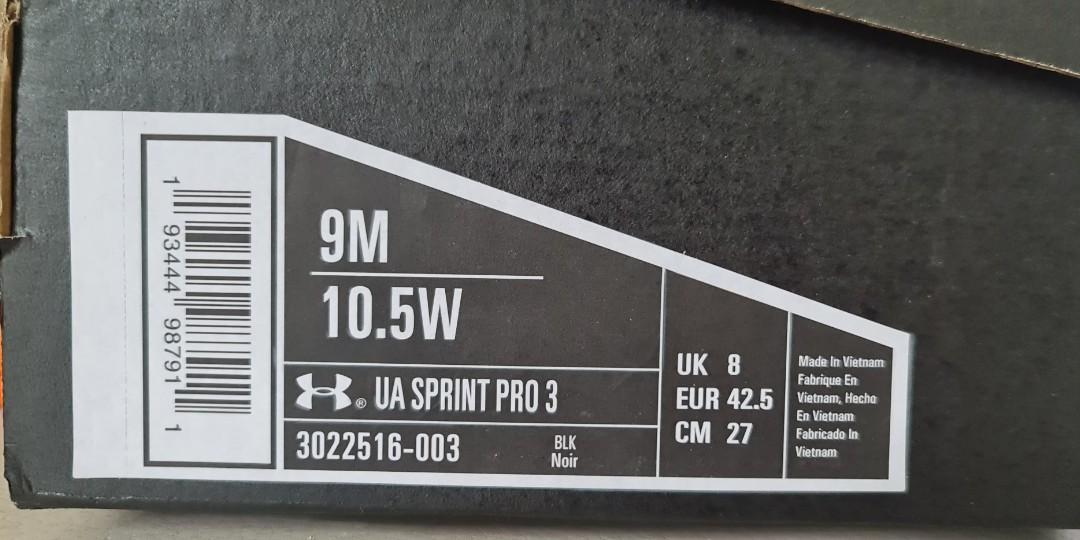 1 93444 98791 1
9M
10.5W
® UA SPRINT PRO 3
3022516-003
BLK
Noir
UK 8
EUR 42.5
CM 27
Made In Vietnam
Fabrique En
Vietnam, Hecho
En Vietnam
Fabricado In
Vietnam